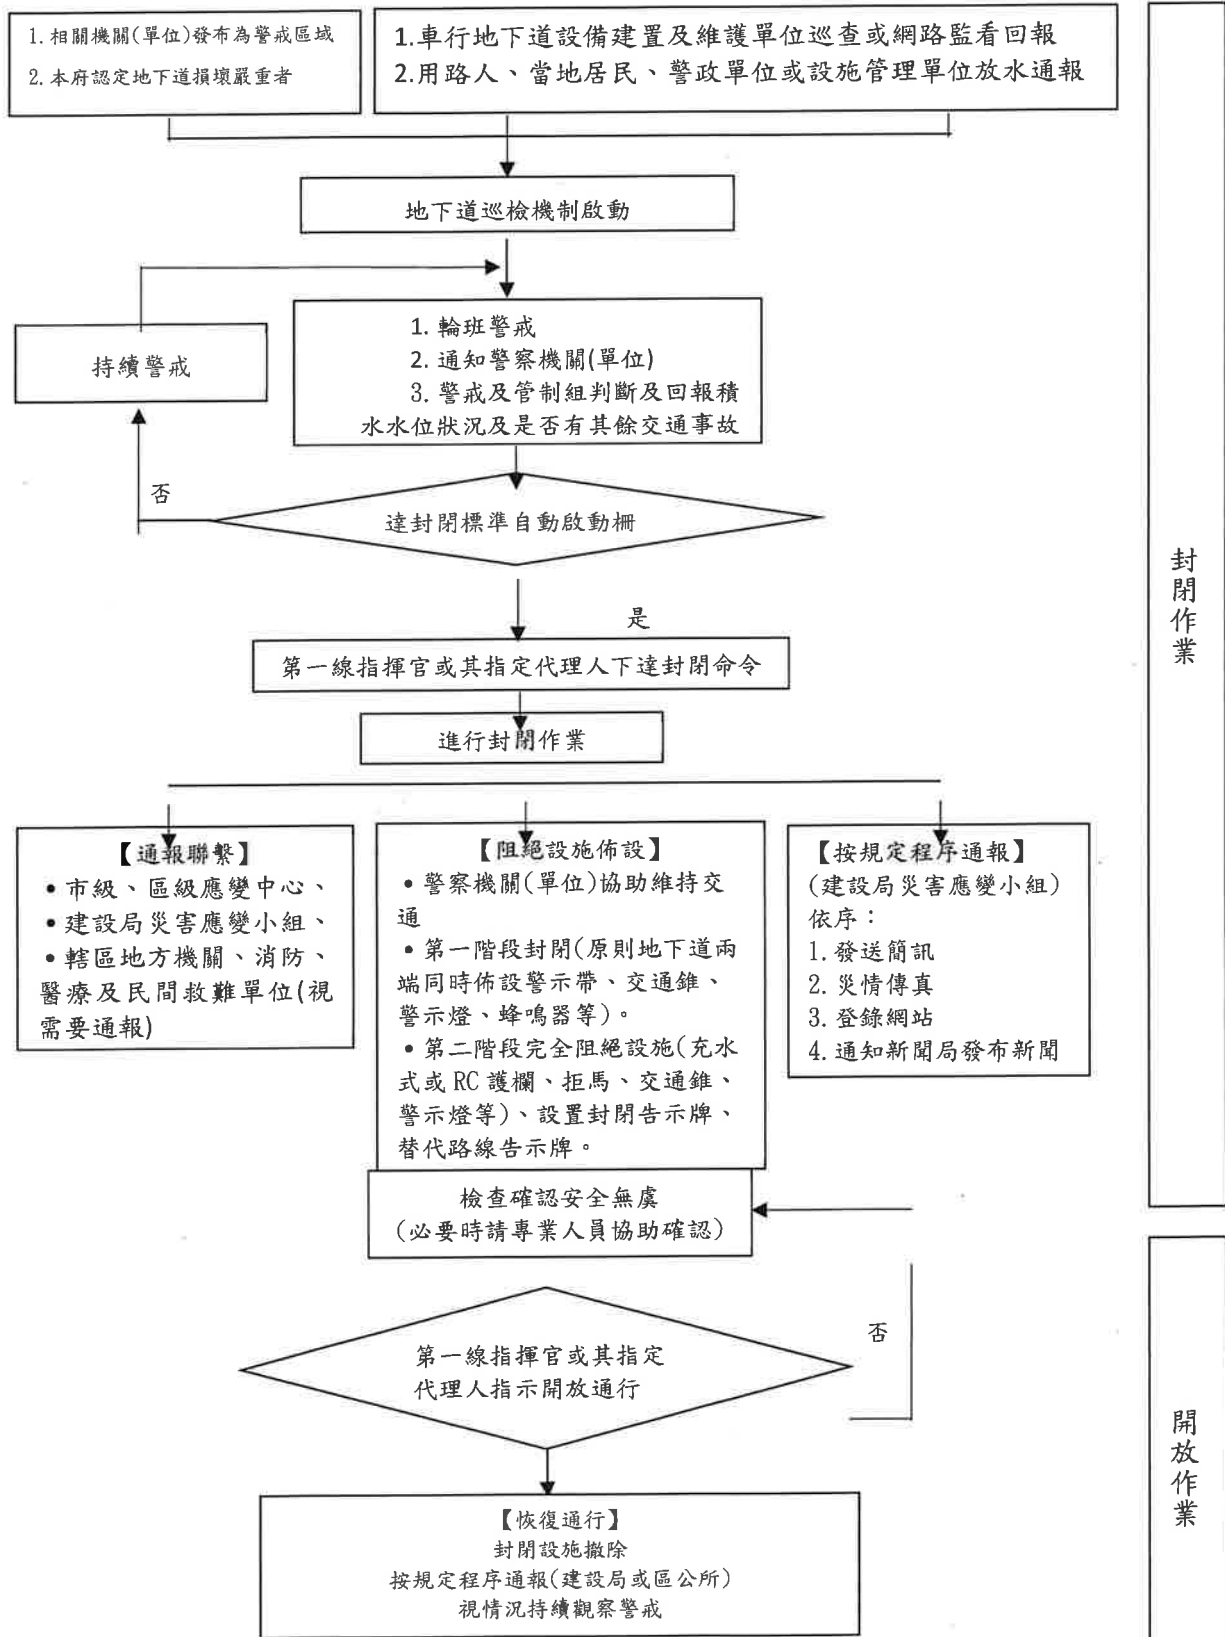 1. 相關機關(單位)發布為警戒區域
2. 本府認定地下道損壞嚴重者
1.車行地下道設備建置及維護單位巡查或網路監看回報
2.用路人、當地居民、警政單位或設施管理單位放水通報
地下道巡檢機制啟動
持續警戒
1. 輪班警戒
2. 通知警察機關(單位)
3. 警戒及管制組判斷及回報積
水水位狀況及是否有其餘交通事故
否
達封閉標準自動啟動柵
是
第一線指揮官或其指定代理人下達封閉命令
進行封閉作業
【通報聯繫】
• 市級、區級應變中心、
• 建設局災害應變小組、
• 轄區地方機關、消防、
醫療及民間救難單位(視
需要通報)
【阻絕設施佈設】
• 警察機關(單位)協助維持交
通
• 第一階段封閉(原則地下道兩
端同時佈設警示帶、交通錐、
警示燈、蜂鳴器等)。
• 第二階段完全阻絕設施(充水
式或 RC 護欄、拒馬、交通錐、
警示燈等)、設置封閉告示牌、
替代路線告示牌。
【按規定程序通報】
(建設局災害應變小組)
依序：
1. 發送簡訊
2. 災情傳真
3. 登錄網站
4. 通知新聞局發布新聞
封閉作業
檢查確認安全無虞
(必要時請專業人員協助確認)
否
第一線指揮官或其指定
代理人指示開放通行
【恢復通行】
封閉設施撤除
按規定程序通報(建設局或區公所)
視情況持續觀察警戒
開放作業